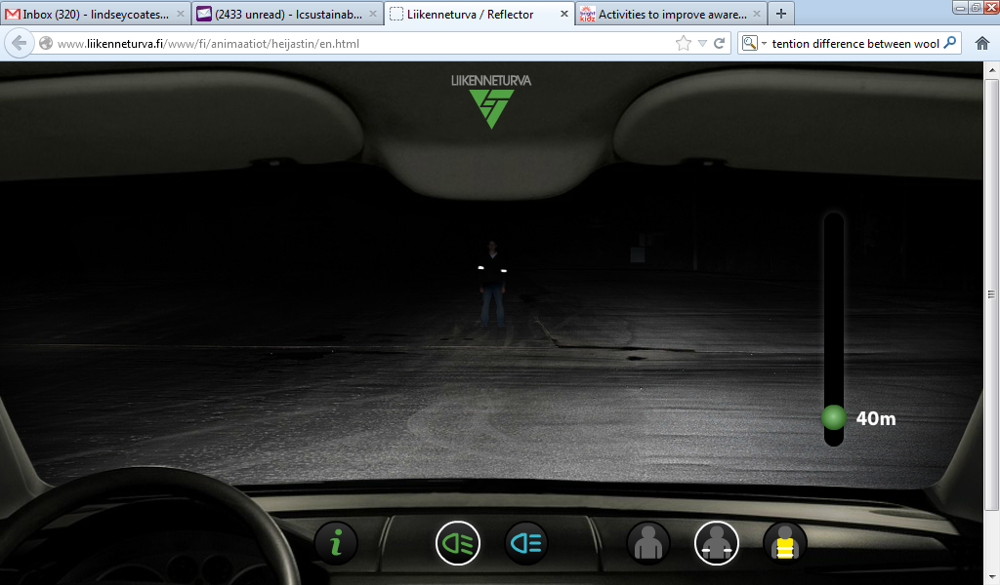 Inbox (320) - lindseycoates...
(2433 unread) - lcsustainab...
Liikenneturva / Reflector
Activities to improve aware...
www.liikenneturva.fi/www/fi/animaatiot/heijastin/en.html
tention difference between wool
LIIKENNETURVA
40m
i